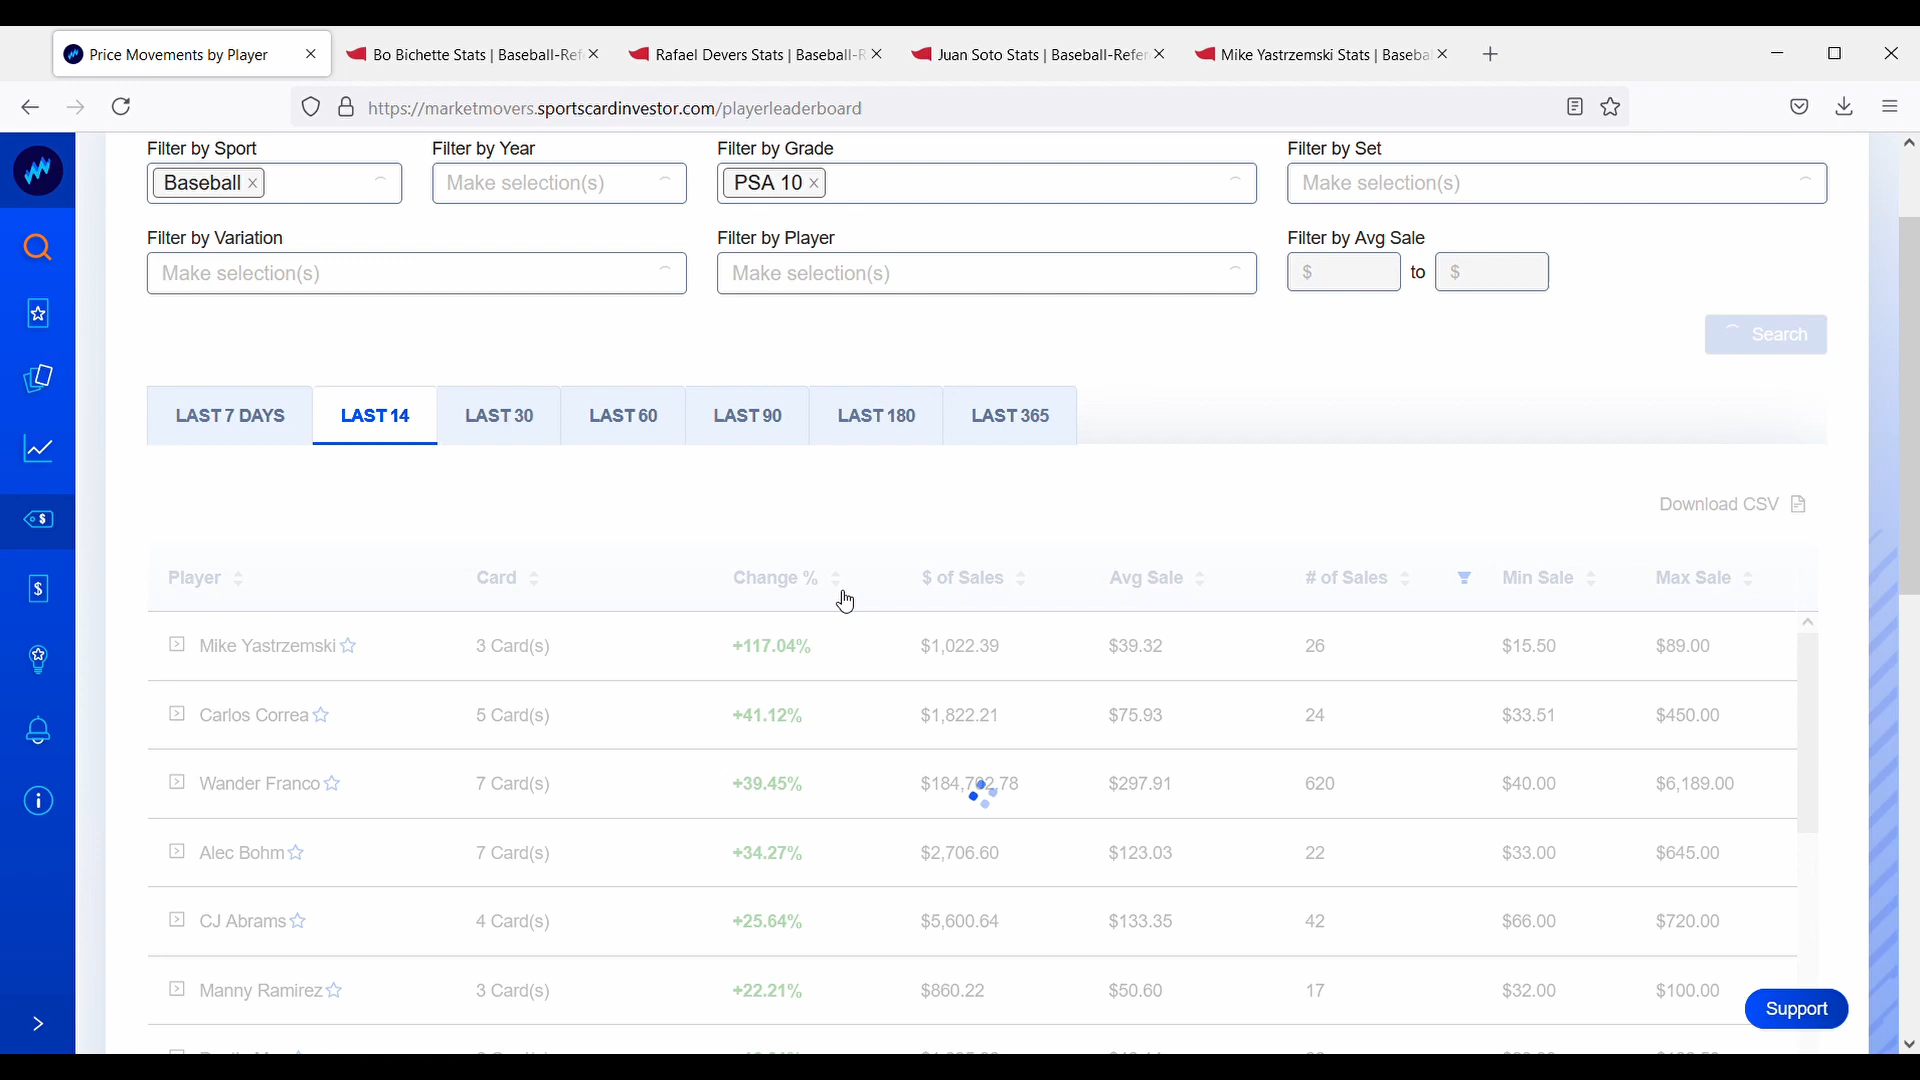 Price Movements by Player
Bo Bichette Stats | Baseball-Ref
Rafael Devers Stats | Baseball-R
Juan Soto Stats | Baseball-Refer
Mike Yastrzemski Stats | Baseba
https://marketmovers.sportscardinvestor.com/playerleaderboard
Filter by Sport Filter by Year Filter by Grade Filter by Set
Baseball Make selection(s) PSA 10 Make selection(s)
Filter by Variation Filter by Player Filter by Avg Sale
Make selection(s) Make selection(s) $ to $
Search
LAST 7 DAYS LAST 14 LAST 30 LAST 60 LAST 90 LAST 180 LAST 365
Download CSV
Player Card Change % $ of Sales Avg Sale # of Sales Min Sale Max Sale
Mike Yastrzemski 3 Card(s) +117.04% $1,022.39 $39.32 26 $15.50 $89.00
Carlos Correa 5 Card(s) +41.12% $1,822.21 $75.93 24 $33.51 $450.00
Wander Franco 7 Card(s) +39.45% $297.91 620 $40.00 $6,189.00
Alec Bohm 7 Card(s) +34.27% $2,706.60 $123.03 22 $33.00 $645.00
CJ Abrams 4 Card(s) +25.64% $5,600.64 $133.35 42 $66.00 $720.00
Manny Ramirez 3 Card(s) +22.21% $860.22 $50.60 17 $32.00 $100.00
Support